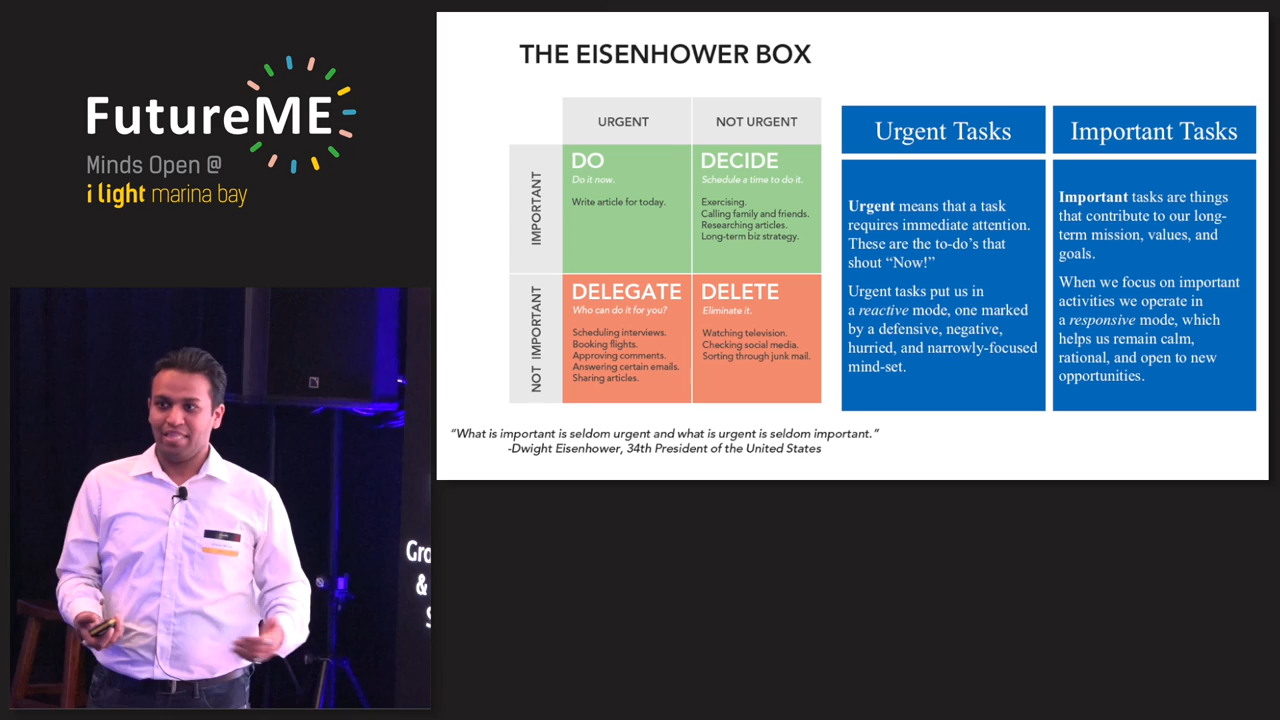 FutureME
Minds Open @
i light marina bay
THE EISENHOWER BOX
URGENT
NOT URGENT
IMPORTANT
DO
Do it now.
Write article for today.
DECIDE
Schedule a time to do it.
Exercising.
Calling family and friends.
Researching articles.
Long-term biz strategy.
NOT IMPORTANT
DELEGATE
Who can do it for you?
Scheduling interviews.
Booking flights.
Approving comments.
Answering certain emails.
Sharing articles.
DELETE
Eliminate it.
Watching television.
Checking social media.
Sorting through junk mail.
"What is important is seldom urgent and what is urgent is seldom important."
-Dwight Eisenhower, 34th President of the United States
Urgent Tasks
Urgent means that a task
requires immediate attention.
These are the to-do's that
shout “Now!”
Urgent tasks put us in
a reactive mode, one marked
by a defensive, negative,
hurried, and narrowly-focused
mind-set.
Important Tasks
Important tasks are things
that contribute to our long-
term mission, values, and
goals.
When we focus on important
activities we operate in
a responsive mode, which
helps us remain calm,
rational, and open to new
opportunities.
Gro
&
S